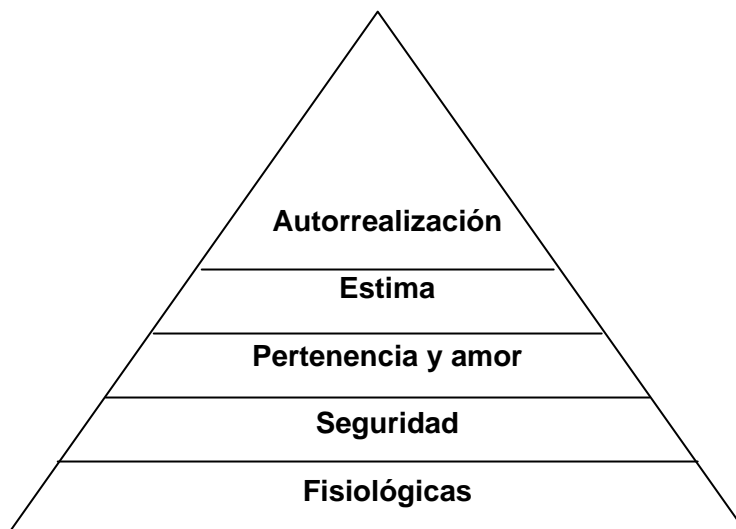 Autorrealización
Estima
Pertenencia y amor
Seguridad
Fisiológicas